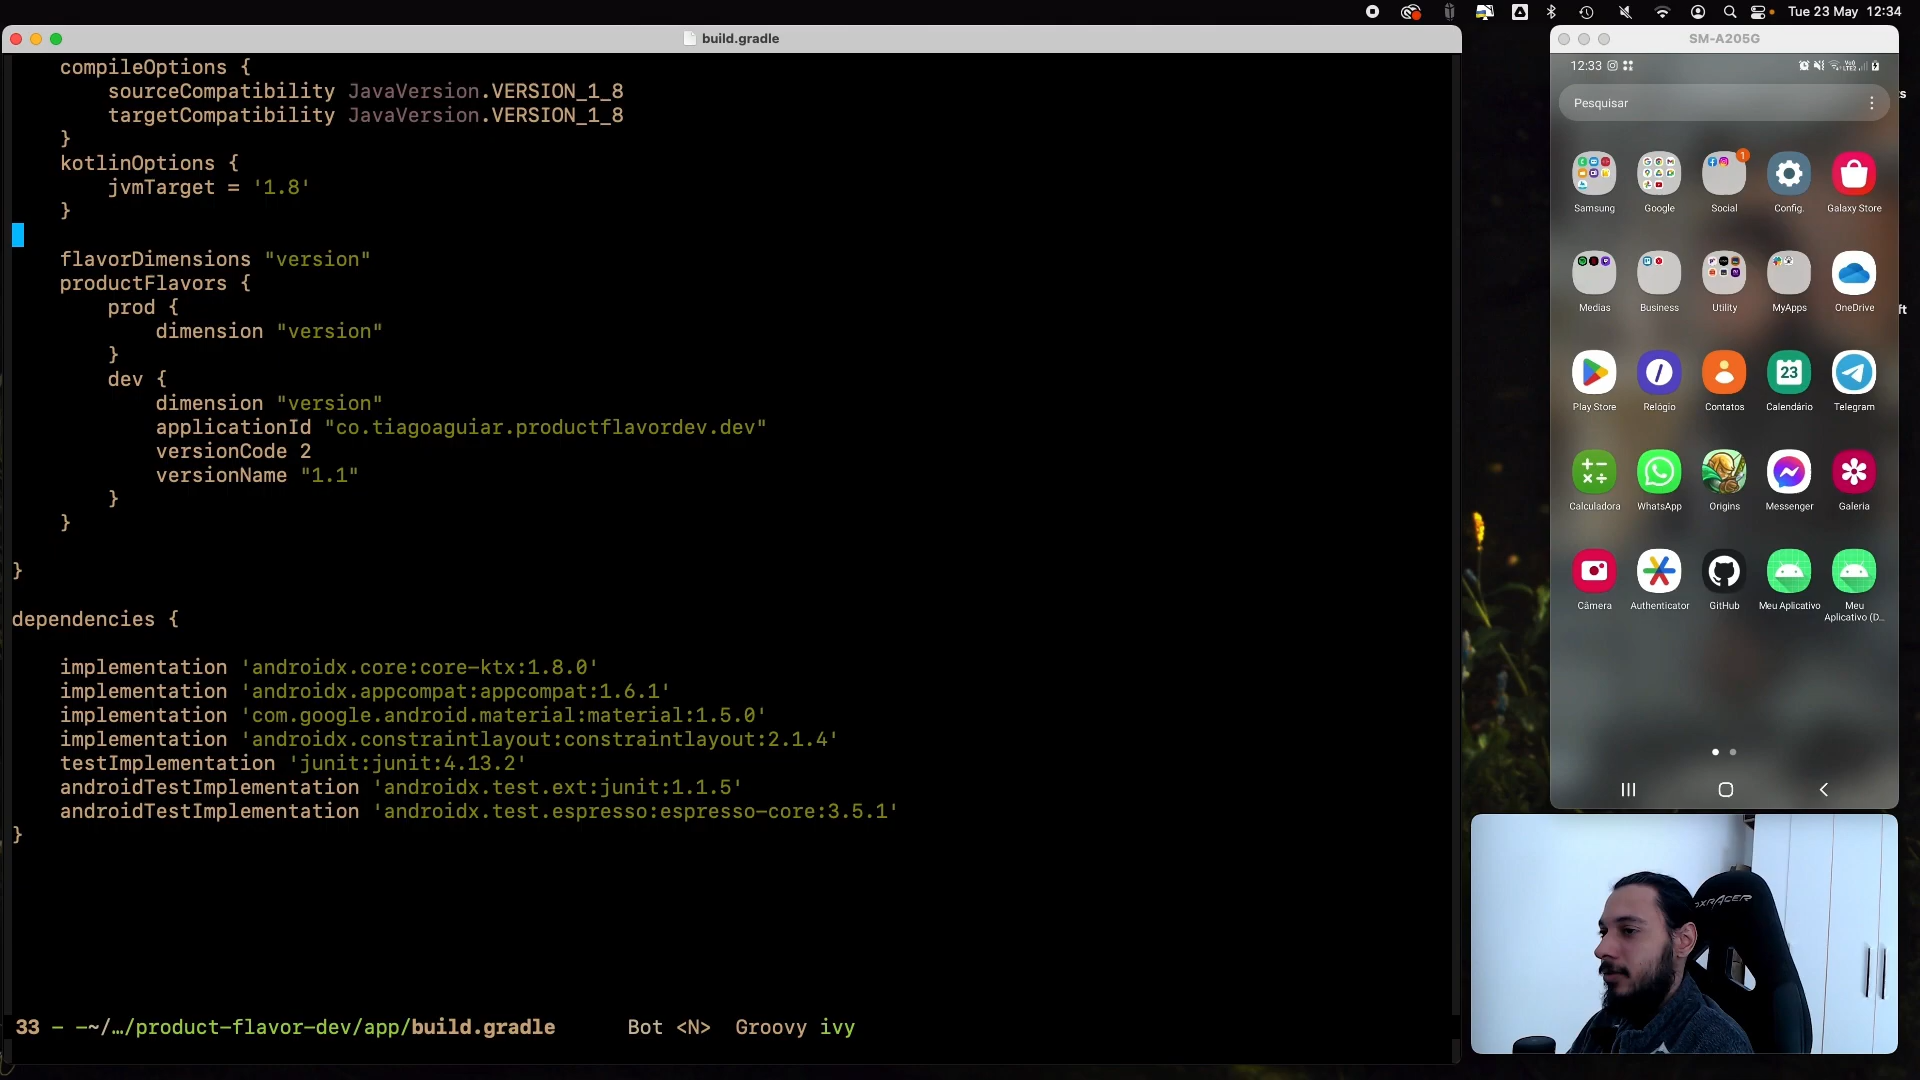 Tue 23 May 12:34
build.gradle
compileOptions {
sourceCompatibility JavaVersion.VERSION_1_8
targetCompatibility JavaVersion.VERSION_1_8
}
kotlinOptions {
jvmTarget = '1.8'
}
flavorDimensions "version"
productFlavors {
prod {
dimension "version"
}
dev {
dimension "version"
applicationId "co.tiagoaguiar.productflavordev.dev"
versionCode 2
versionName "1.1"
}
}
}
dependencies {
implementation 'androidx.core:core-ktx:1.8.0'
implementation 'androidx.appcompat:appcompat:1.6.1'
implementation 'com.google.android.material:material:1.5.0'
implementation 'androidx.constraintlayout:constraintlayout:2.1.4'
testImplementation 'junit:junit:4.13.2'
androidTestImplementation 'androidx.test.ext:junit:1.1.5'
androidTestImplementation 'androidx.test.espresso:espresso-core:3.5.1'
}
33 - -~/…/product-flavor-dev/app/build.gradle Bot <N> Groovy ivy
SM-A205G
12:33
Pesquisar
1
Samsung Google Social Config. Galaxy Store
Medias Business Utility MyApps OneDrive
23
Play Store Relógio Contatos Calendário Telegram
Calculadora WhatsApp Origins Messenger Galeria
Câmera Authenticator GitHub Meu Aplicativo Meu
Aplicativo (D...
DXRACER